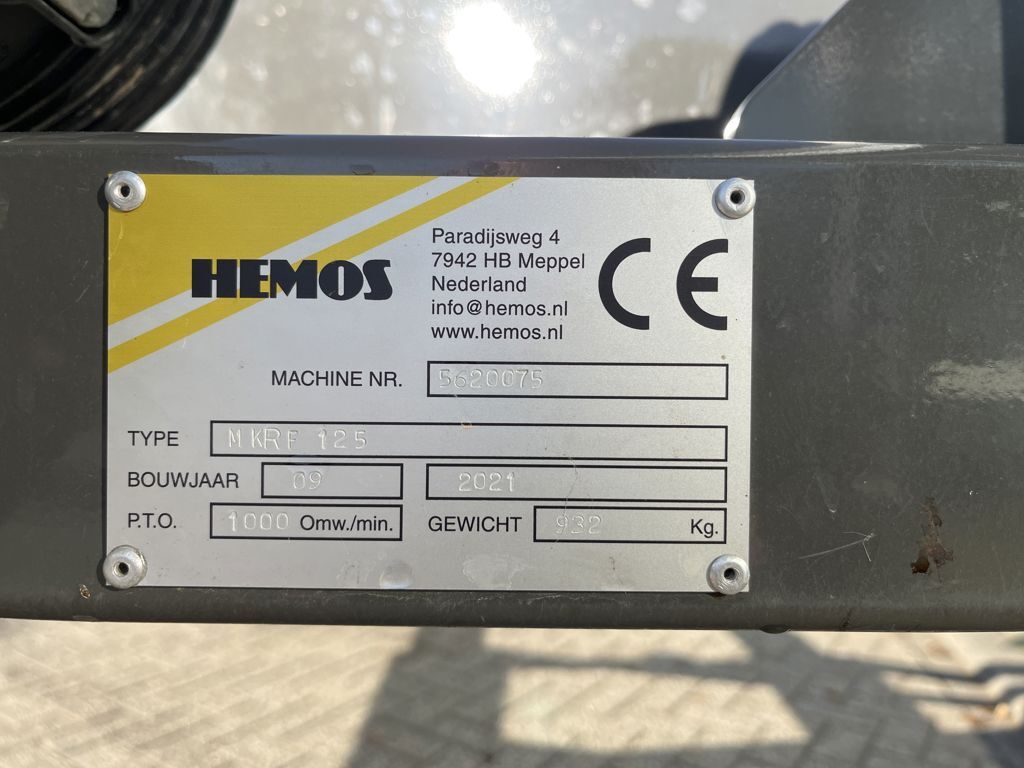 HEMOS
Paradijsweg 4
7942 HB Meppel
Nederland
info@hemos.nl
www.hemos.nl
CE
MACHINE NR. 5620075
TYPE MKRF 125
BOUWJAAR 09 2021
P.T.O. 1000 Omw./min. GEWICHT 932 Kg.